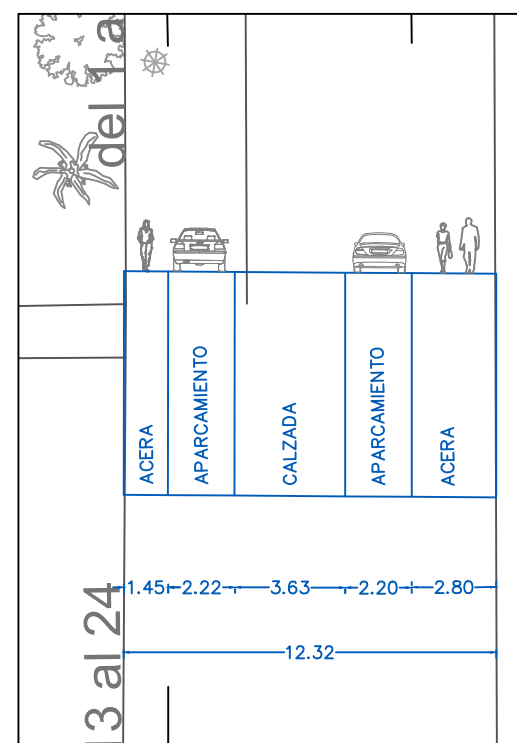 del 1 a
ACERA
APARCAMIENTO
CALZADA
APARCAMIENTO
ACERA
1.45 2.22 3.63 2.20 2.80
12.32
3 al 24